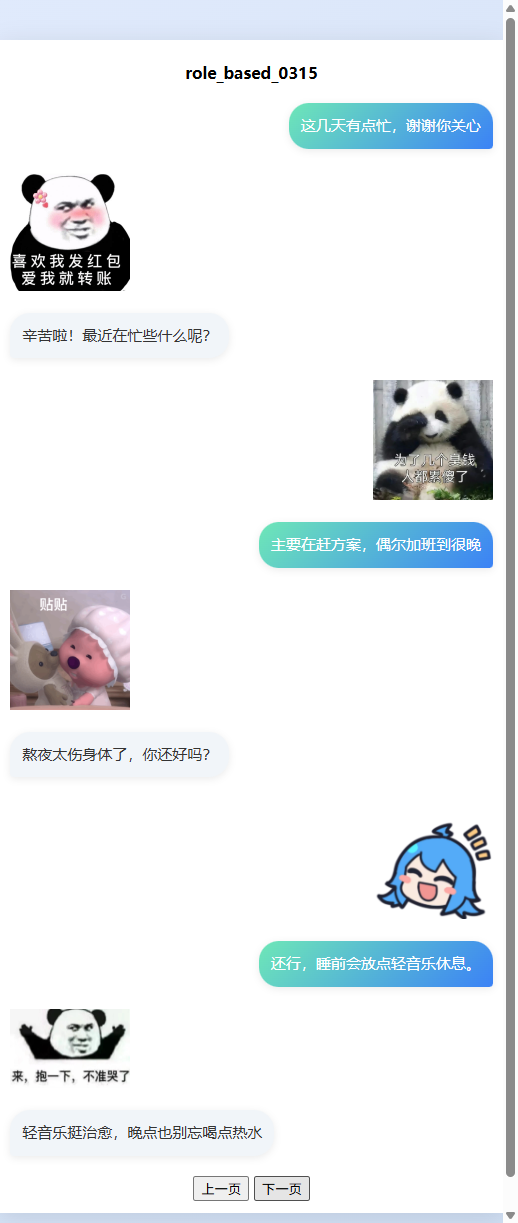 role_based_0315
这几天有点忙，谢谢你关心
喜欢我发红包
爱我就转账
辛苦啦！最近在忙些什么呢?
为了几个臭钱
人都累傻了
主要在赶方案，偶尔加班到很晚
贴贴
熬夜太伤身体了，你还好吗?
还行，睡前会放点轻音乐休息。
来，抱一下，不准哭了
轻音乐挺治愈，晚点也别忘喝点热水
上一页 下一页